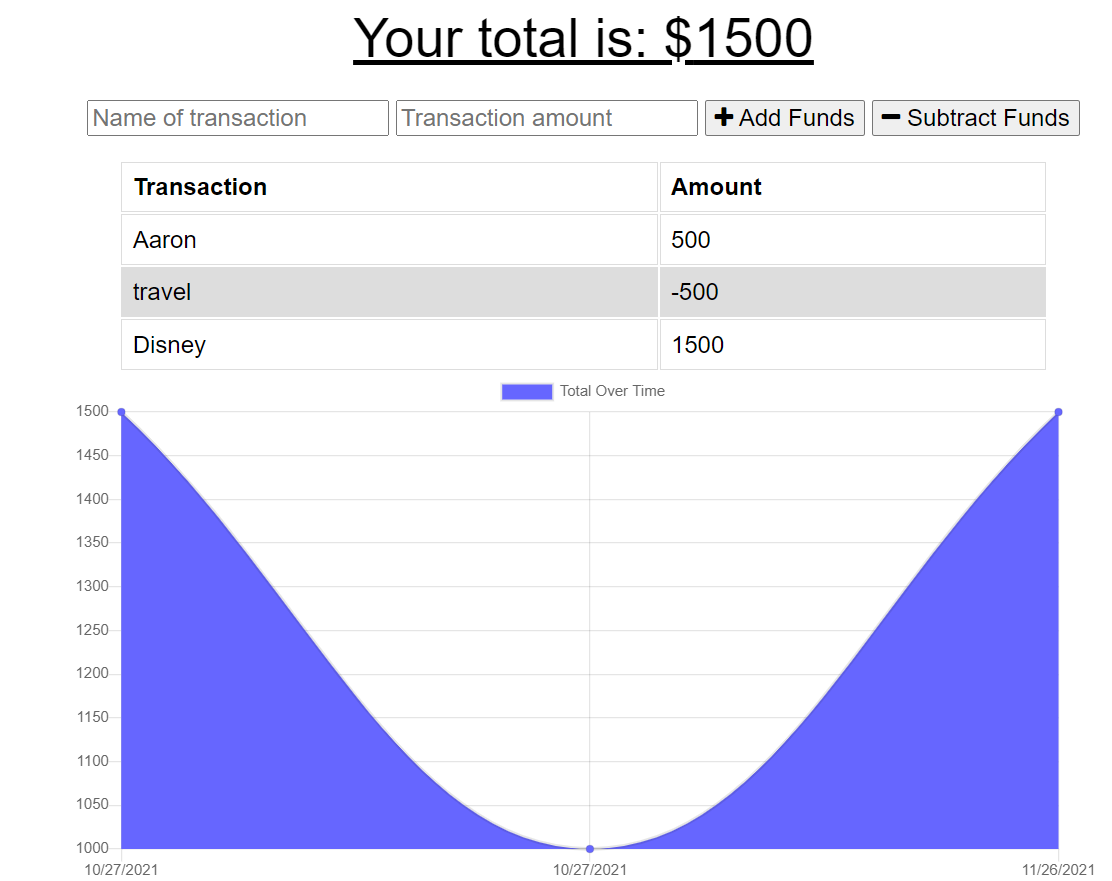 Your total is: $1500
Name of transaction Transaction amount Add Funds Subtract Funds
Transaction Amount
Aaron 500
travel -500
Disney 1500
Total Over Time
1500
1450
1400
1350
1300
1250
1200
1150
1100
1050
1000
10/27/2021 10/27/2021 11/26/2021